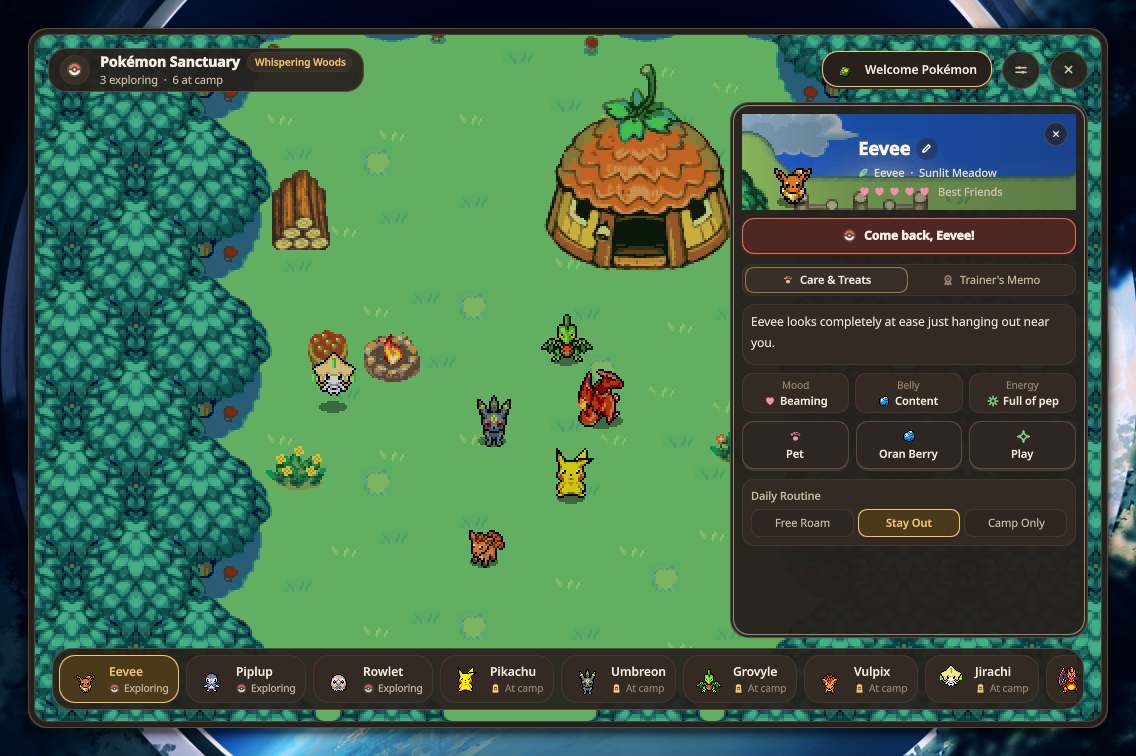 Pokémon Sanctuary Whispering Woods
3 exploring · 6 at camp
Welcome Pokémon
Eevee
Eevee · Sunlit Meadow
Best Friends
Come back, Eevee!
Care & Treats Trainer's Memo
Eevee looks completely at ease just hanging out near
you.
Mood Belly Energy
Beaming Content Full of pep
Pet Oran Berry Play
Daily Routine
Free Roam Stay Out Camp Only
Eevee Piplup Rowlet Pikachu Umbreon Grovyle Vulpix Jirachi
Exploring Exploring Exploring At camp At camp At camp At camp At camp